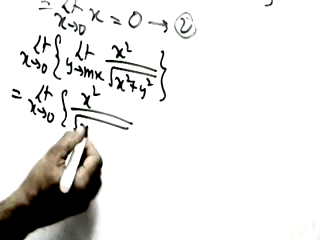 = Lt x→0 x = 0 → ②
Lt x→0 { Lt y→mx x² / √(x² + y²) }
= Lt x→0 { x² / √